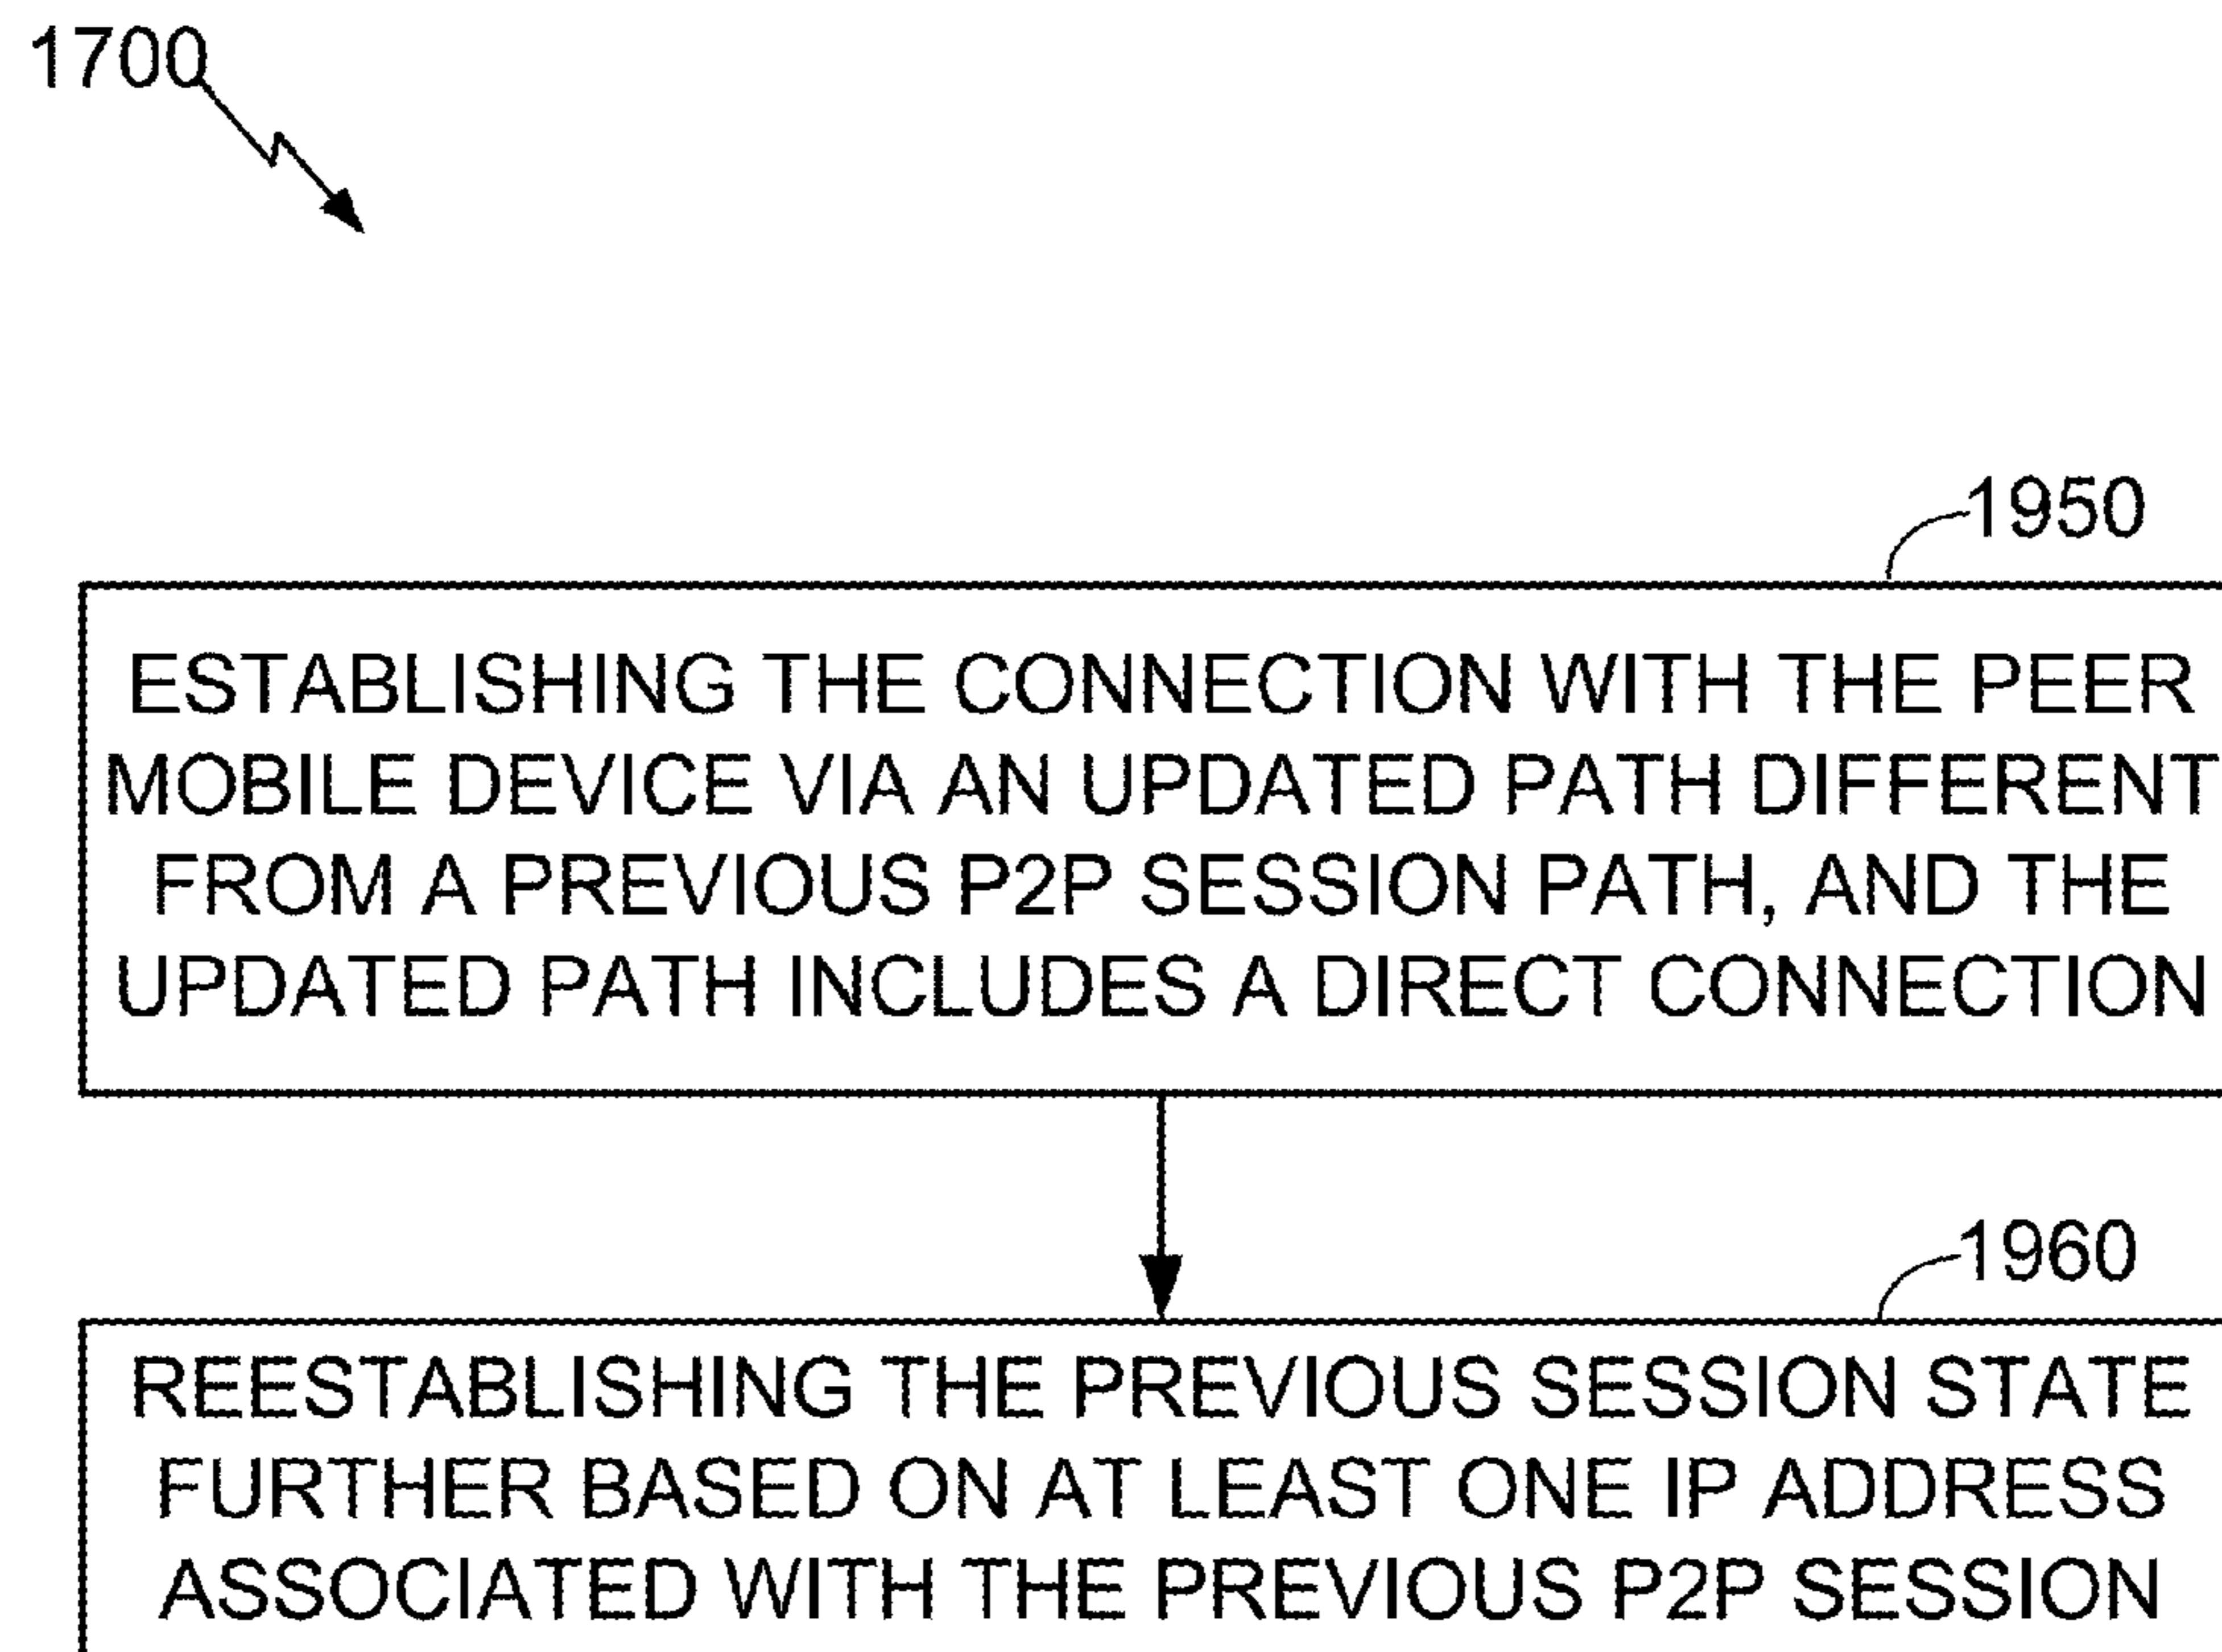 1700
1950
ESTABLISHING THE CONNECTION WITH THE PEER
MOBILE DEVICE VIA AN UPDATED PATH DIFFERENT
FROM A PREVIOUS P2P SESSION PATH, AND THE
UPDATED PATH INCLUDES A DIRECT CONNECTION
1960
REESTABLISHING THE PREVIOUS SESSION STATE
FURTHER BASED ON AT LEAST ONE IP ADDRESS
ASSOCIATED WITH THE PREVIOUS P2P SESSION